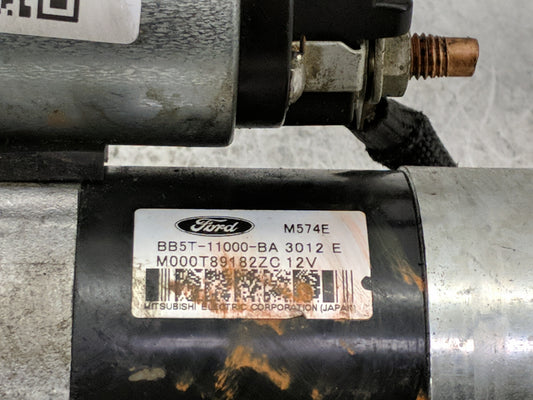 Ford M574E
BB5T-11000-BA 3012 E
M000T89182ZC 12V
MITSUBISHI ELECTRIC CORPORATION (JAPAN)